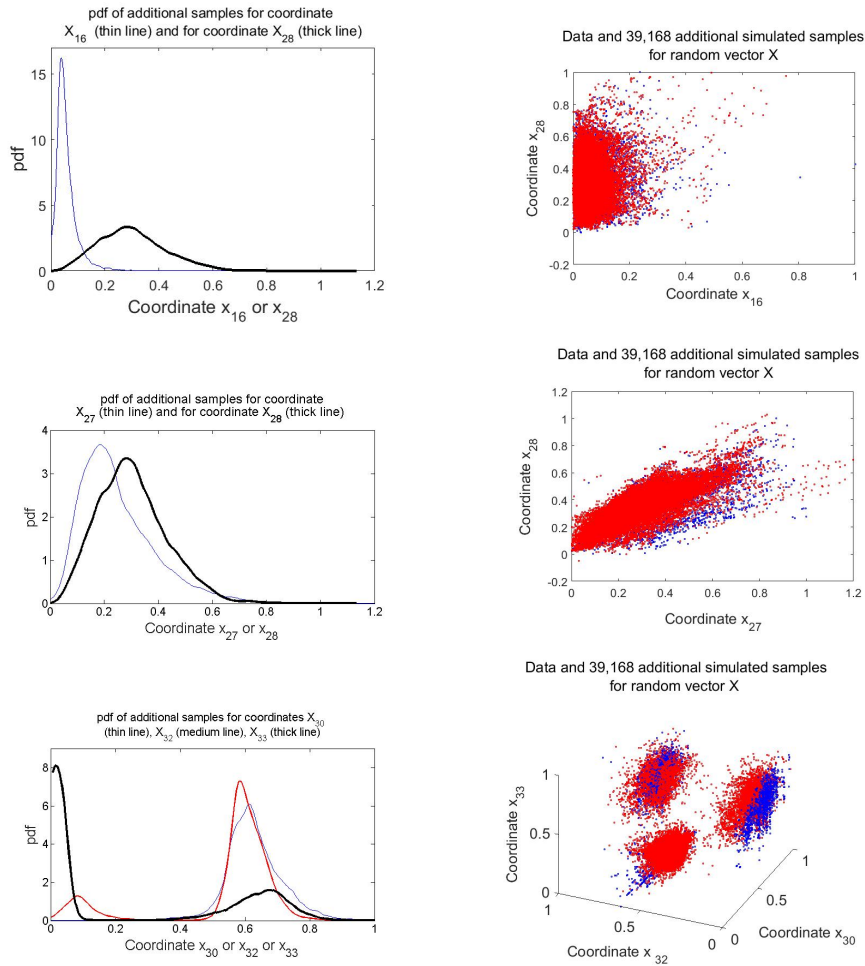 pdf of additional samples for coordinate
X16 (thin line) and for coordinate X28 (thick line)
15
10
5
0
pdf
0 0.2 0.4 0.6 0.8 1 1.2
Coordinate x16 or x28
Data and 39,168 additional simulated samples
for random vector X
1
0.8
0.6
0.4
0.2
0
-0.2
Coordinate x28
0 0.2 0.4 0.6 0.8 1
Coordinate x16
pdf of additional samples for coordinate
X27 (thin line) and for coordinate X28 (thick line)
4
3
2
1
0
pdf
0 0.2 0.4 0.6 0.8 1 1.2
Coordinate x27 or x28
Data and 39,168 additional simulated samples
for random vector X
1.2
1
0.8
0.6
0.4
0.2
0
-0.2
Coordinate x28
0 0.2 0.4 0.6 0.8 1 1.2
Coordinate x27
pdf of additional samples for coordinates X30
(thin line), X32 (medium line), X33 (thick line)
8
6
4
2
0
pdf
0 0.2 0.4 0.6 0.8 1
Coordinate x30 or x32 or x33
Data and 39,168 additional simulated samples
for random vector X
1
0.5
0
Coordinate x33
1
0.5
0
Coordinate x32
0
0.5
1
Coordinate x30